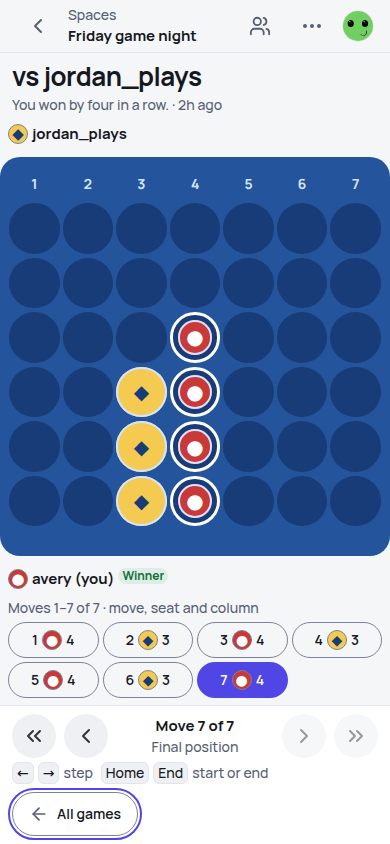 Spaces
Friday game night
vs jordan_plays
You won by four in a row. · 2h ago
jordan_plays
1 2 3 4 5 6 7
avery (you) Winner
Moves 1–7 of 7 · move, seat and column
1 4 2 3 3 4 4 3
5 4 6 3 7 4
Move 7 of 7
Final position
← → step Home End start or end
← All games